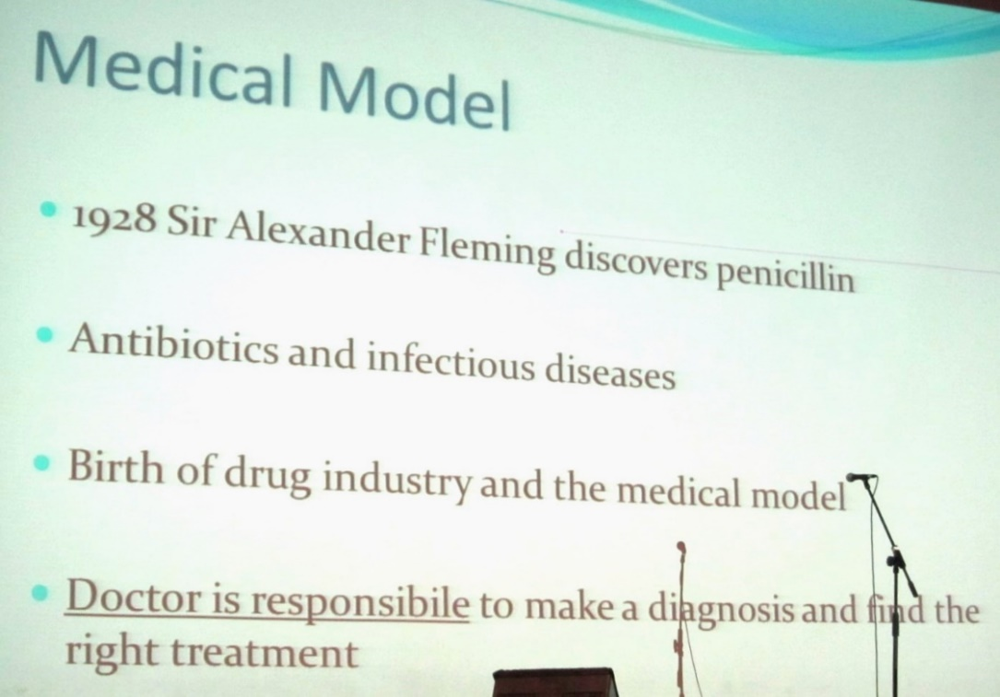 Medical Model
1928 Sir Alexander Fleming discovers penicillin
Antibiotics and infectious diseases
Birth of drug industry and the medical model
Doctor is responsibile to make a diagnosis and find the
right treatment